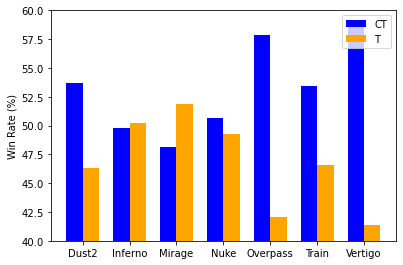 60.0
57.5
55.0
52.5
50.0
47.5
45.0
42.5
40.0
Win Rate (%)
CT
T
Dust2 Inferno Mirage Nuke Overpass Train Vertigo